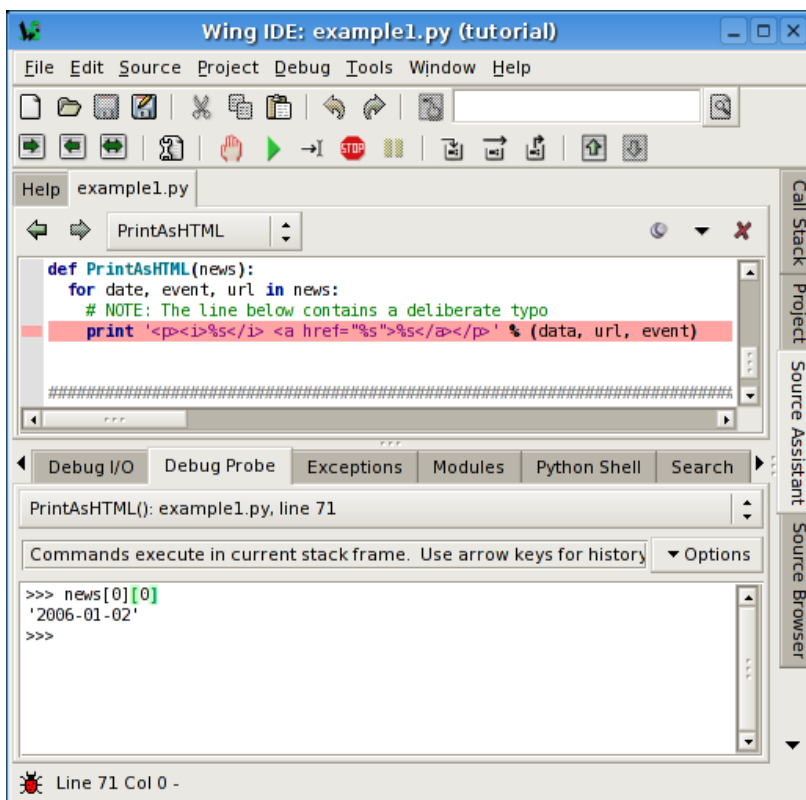 Wing IDE: example1.py (tutorial)
File Edit Source Project Debug Tools Window Help
STOP
Help example1.py
PrintAsHTML
def PrintAsHTML(news):
  for date, event, url in news:
    # NOTE: The line below contains a deliberate typo
    print '<p><i>%s</i> <a href="%s">%s</a></p>' % (data, url, event)
########################################################################
Debug I/O Debug Probe Exceptions Modules Python Shell Search
PrintAsHTML(): example1.py, line 71
Commands execute in current stack frame.  Use arrow keys for history
Options
>>> news[0][0]
'2006-01-02'
>>>
Line 71 Col 0 -
Call Stack
Project
Source Assistant
Source Browser